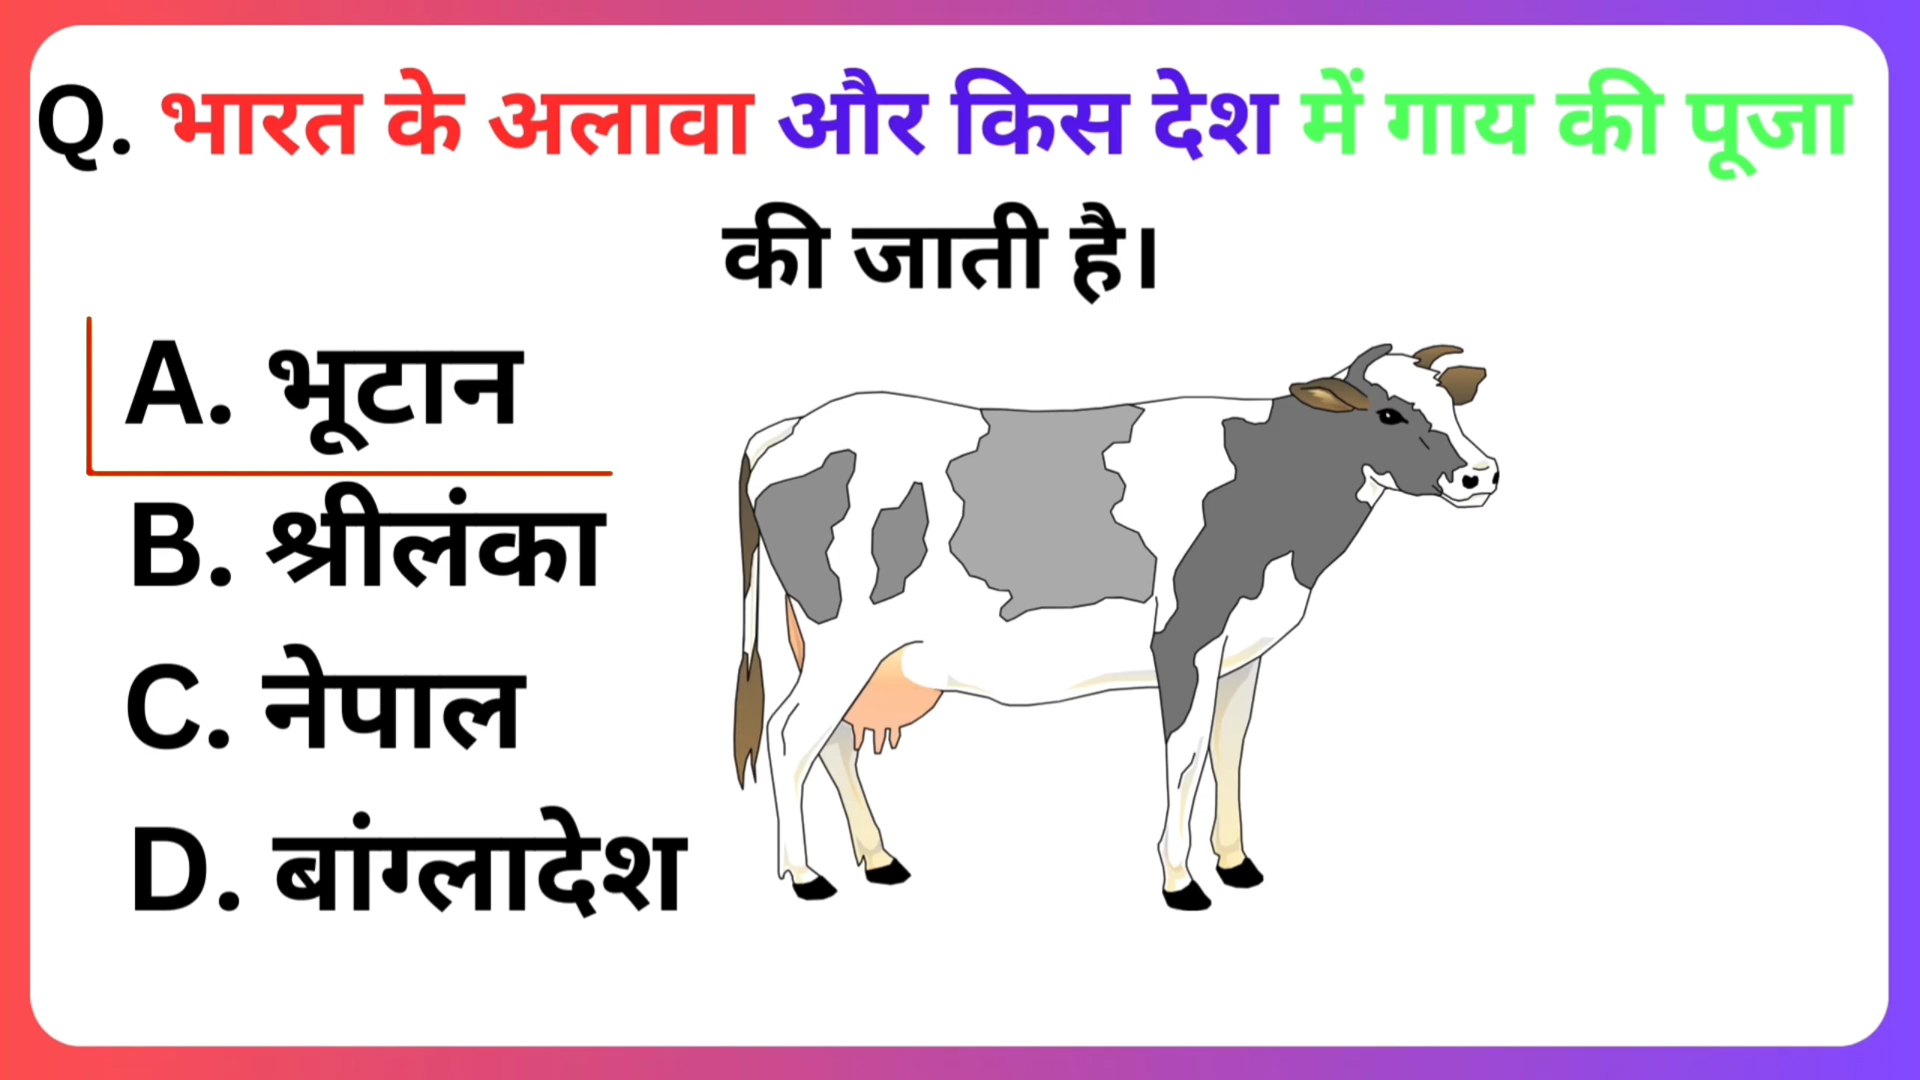 Q. भारत के अलावा और किस देश में गाय की पूजा
की जाती है।
A. भूटान
B. श्रीलंका
C. नेपाल
D. बांग्लादेश